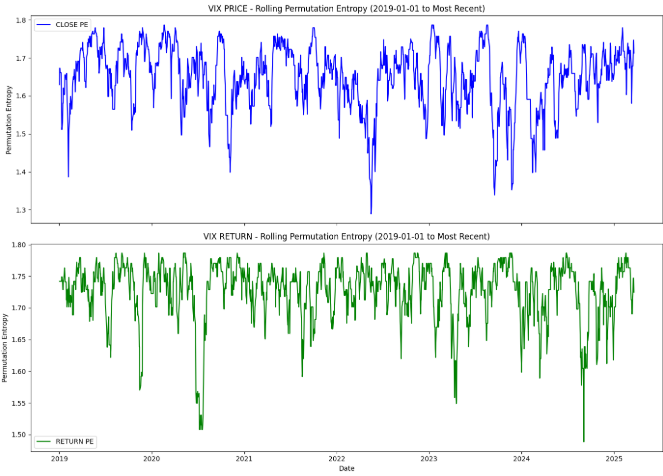 VIX PRICE - Rolling Permutation Entropy (2019-01-01 to Most Recent)
CLOSE PE
Permutation Entropy
1.8
1.7
1.6
1.5
1.4
1.3
VIX RETURN - Rolling Permutation Entropy (2019-01-01 to Most Recent)
Permutation Entropy
1.80
1.75
1.70
1.65
1.60
1.55
1.50
RETURN PE
2019 2020 2021 2022 2023 2024 2025
Date